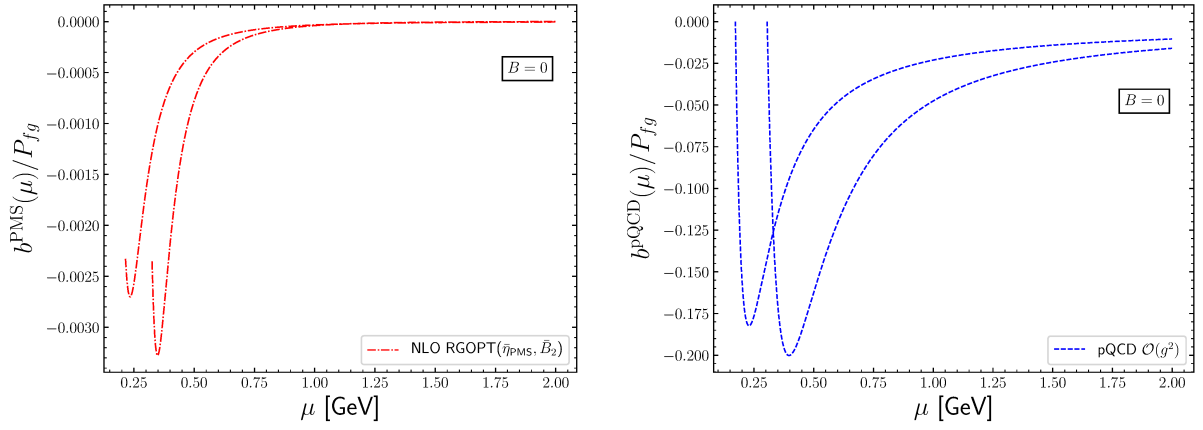 0.0000
−0.0005
−0.0010
−0.0015
−0.0020
−0.0025
−0.0030
b^PMS(μ)/P_fg
B = 0
NLO RGOPT(η̄_PMS, B̄_2)
0.25 0.50 0.75 1.00 1.25 1.50 1.75 2.00
μ [GeV]
0.000
−0.025
−0.050
−0.075
−0.100
−0.125
−0.150
−0.175
−0.200
b^pQCD(μ)/P_fg
B = 0
pQCD 𝒪(g²)
0.25 0.50 0.75 1.00 1.25 1.50 1.75 2.00
μ [GeV]